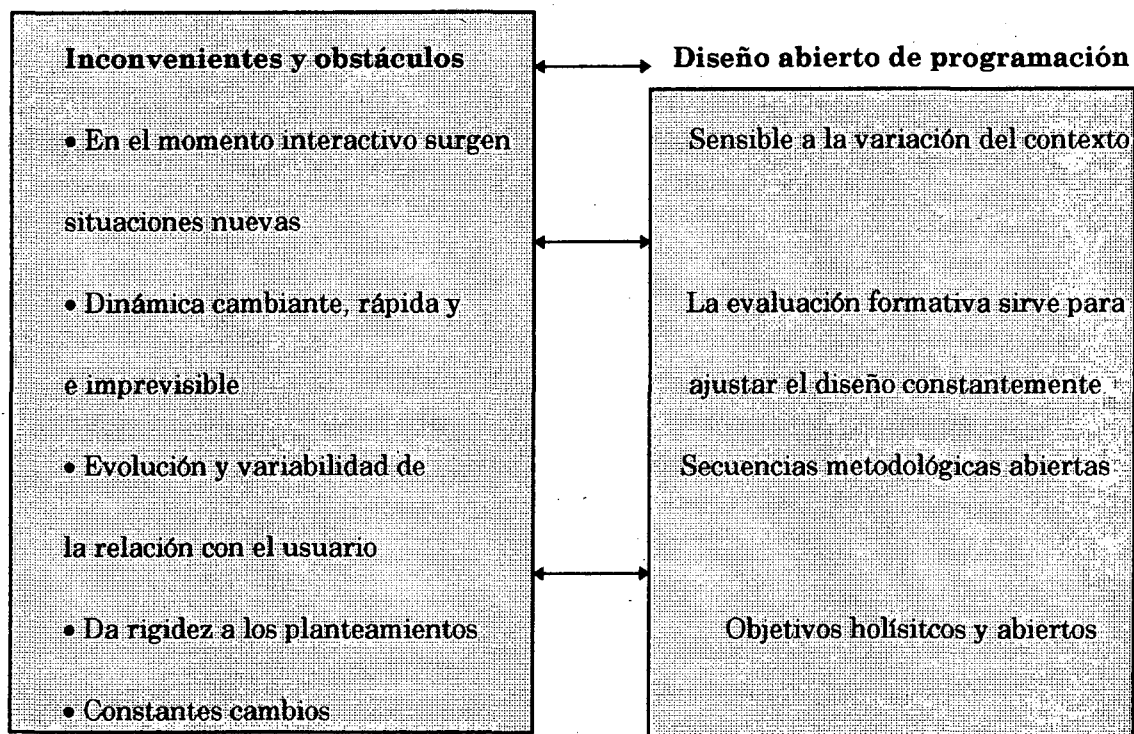 Inconvenientes y obstáculos
• En el momento interactivo surgen
situaciones nuevas
• Dinámica cambiante, rápida y
e imprevisible
• Evolución y variabilidad de
la relación con el usuario
• Da rigidez a los planteamientos
• Constantes cambios
Diseño abierto de programación
Sensible a la variación del contexto
La evaluación formativa sirve para
ajustar el diseño constantemente
Secuencias metodológicas abiertas
Objetivos holísitcos y abiertos